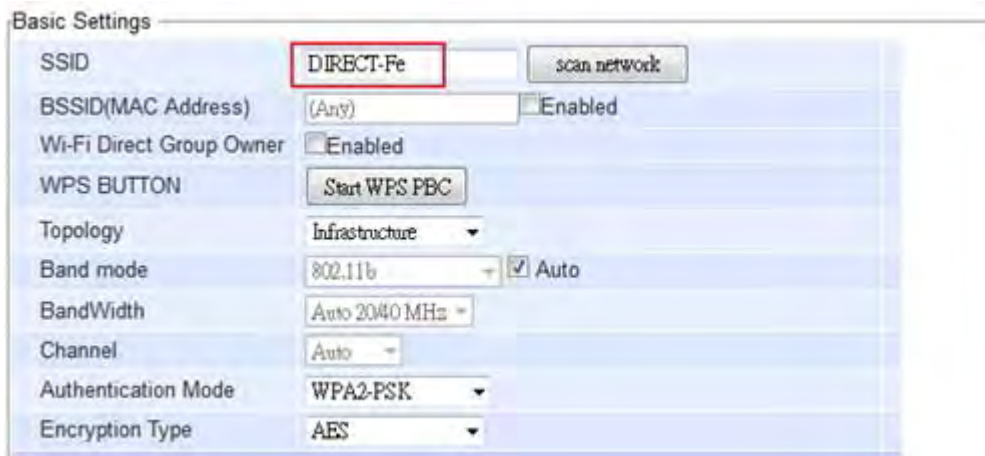 Basic Settings
SSID DIRECT-Fe scan network
BSSID(MAC Address) (Any) Enabled
Wi-Fi Direct Group Owner Enabled
WPS BUTTON Start WPS PBC
Topology Infrastructure
Band mode 802.11b Auto
BandWidth Auto 20/40 MHz
Channel Auto
Authentication Mode WPA2-PSK
Encryption Type AES